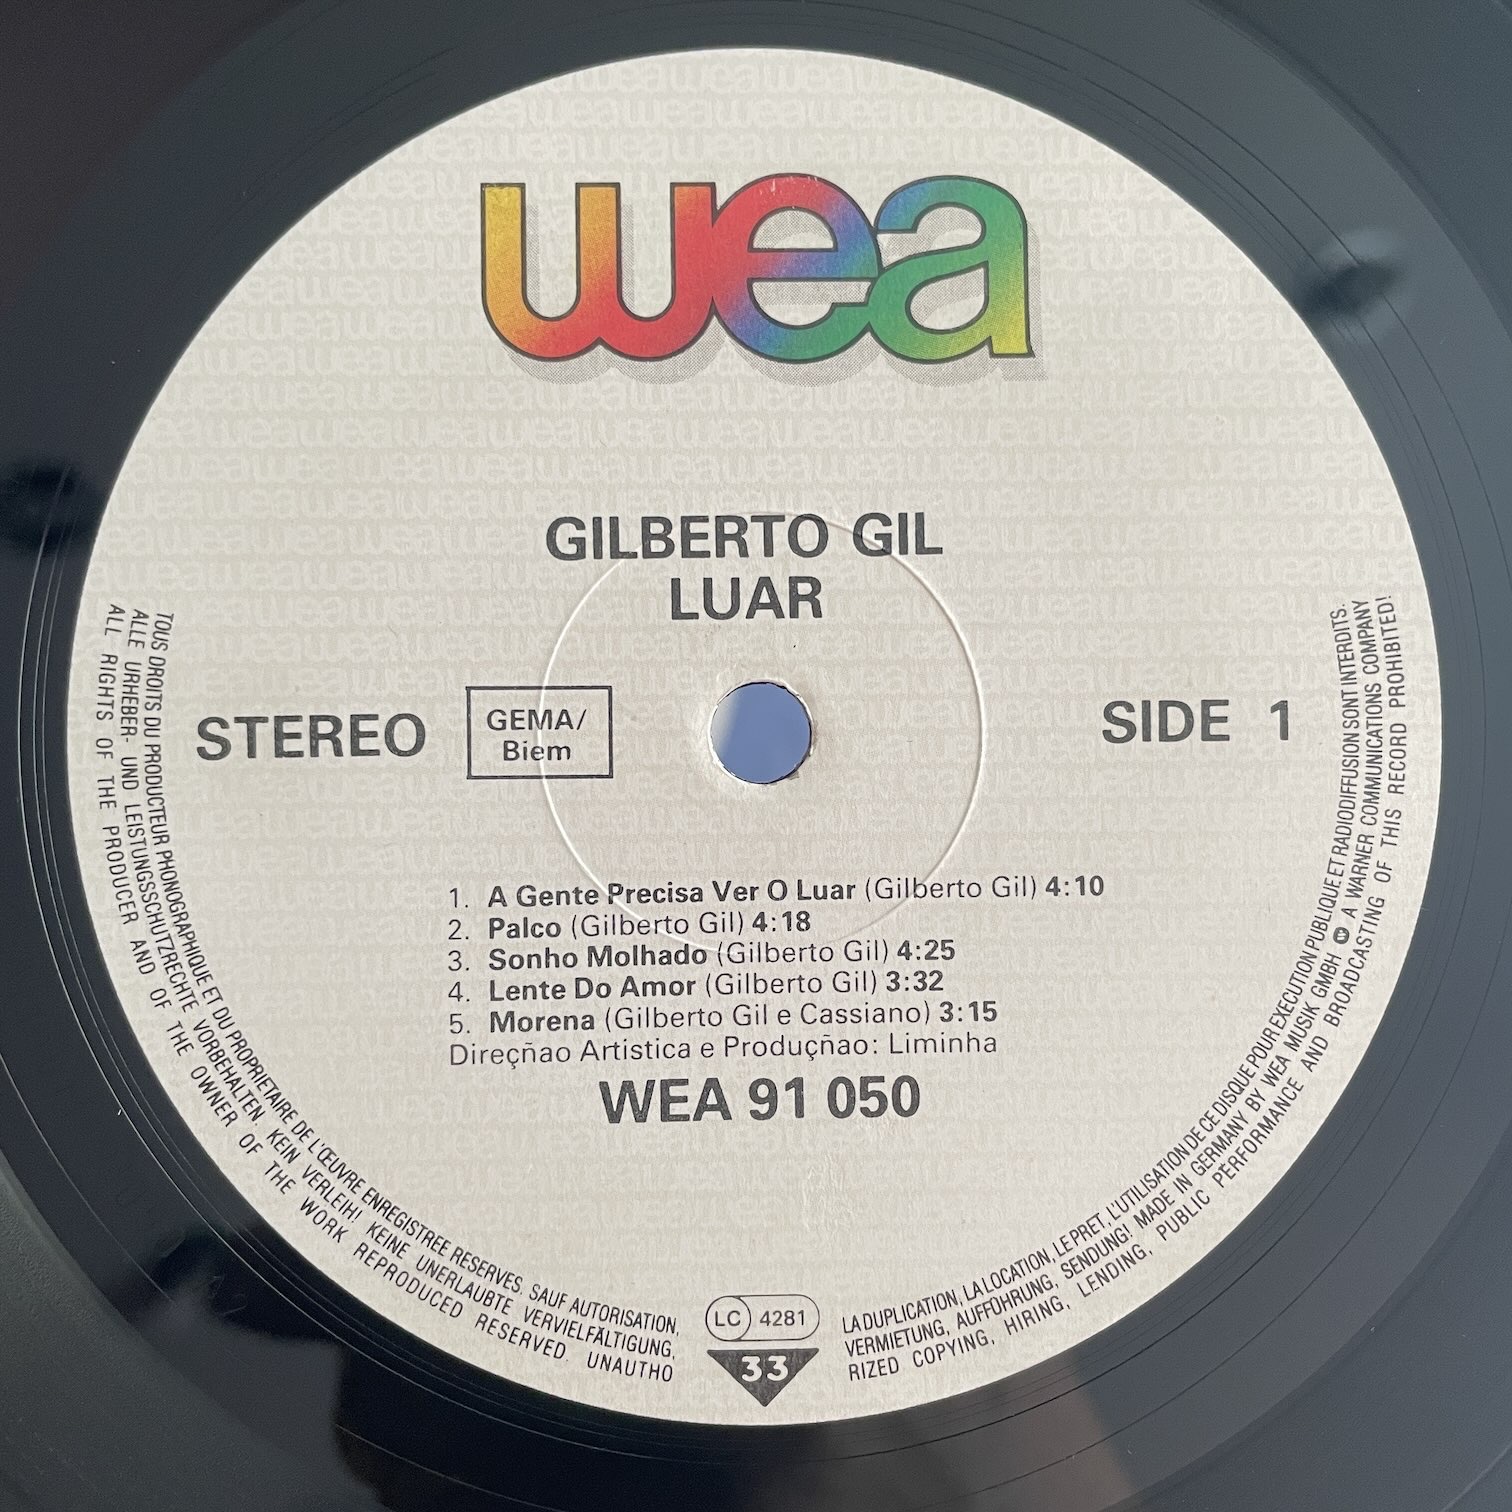 wea
GILBERTO GIL
LUAR
STEREO
GEMA/
Biem
SIDE 1
1. A Gente Precisa Ver O Luar (Gilberto Gil) 4:10
2. Palco (Gilberto Gil) 4:18
3. Sonho Molhado (Gilberto Gil) 4:25
4. Lente Do Amor (Gilberto Gil) 3:32
5. Morena (Gilberto Gil e Cassiano) 3:15
Direçñao Artistica e Produçñao: Liminha
WEA 91 050
TOUS DROITS DU PRODUCTEUR PHONOGRAPHIQUE ET DU PROPRIETAIRE DE L'ŒUVRE ENREGISTREE RESERVES. SAUF AUTORISATION,
LA DUPLICATION, LA LOCATION, LE PRET, L'UTILISATION DE CE DISQUE POUR EXECUTION PUBLIQUE ET RADIODIFFUSION SONT INTERDITS.
ALLE URHEBER- UND LEISTUNGSSCHUTZRECHTE VORBEHALTEN. KEIN VERLEIH! KEINE UNERLAUBTE VERVIELFÄLTIGUNG,
VERMIETUNG, AUFFÜHRUNG, SENDUNG! MADE IN GERMANY BY WEA MUSIK GMBH A WARNER COMMUNICATIONS COMPANY
ALL RIGHTS OF THE PRODUCER AND OF THE OWNER OF THE WORK REPRODUCED RESERVED. UNAUTHO
RIZED COPYING, HIRING, LENDING, PUBLIC PERFORMANCE AND BROADCASTING OF THIS RECORD PROHIBITED!
LC 4281
33